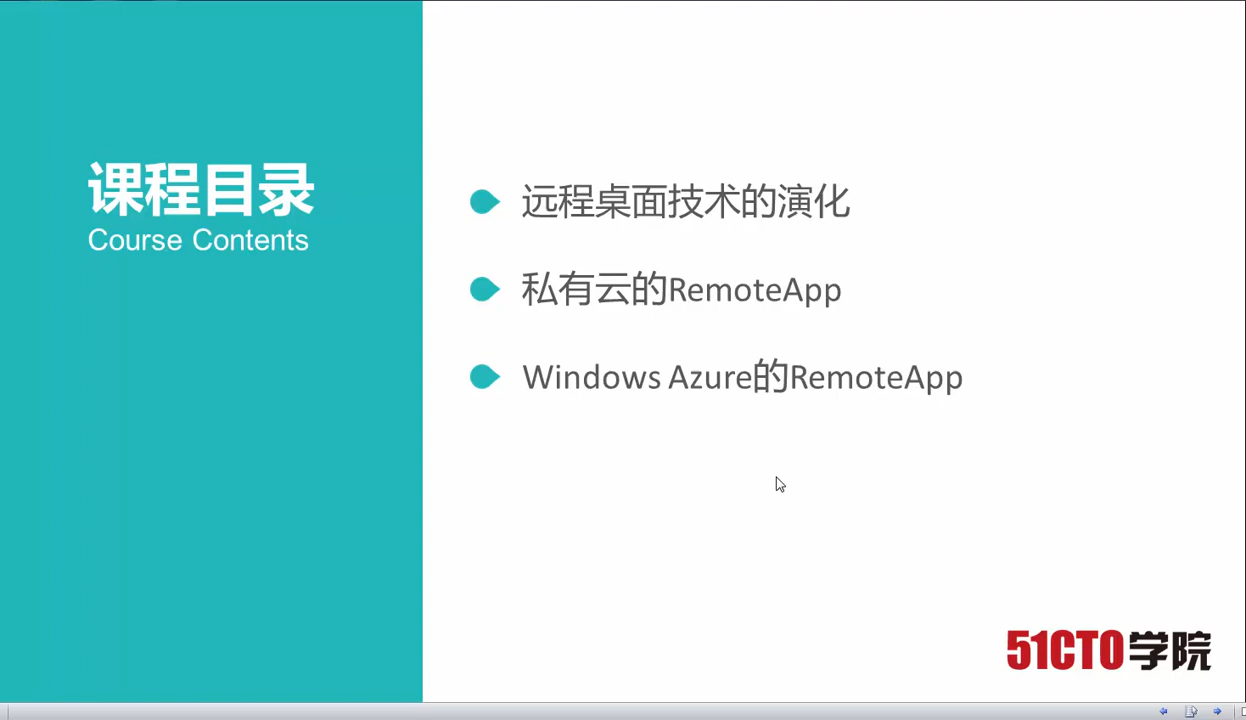 课程目录
Course Contents
远程桌面技术的演化
私有云的RemoteApp
Windows Azure的RemoteApp
51CTO学院